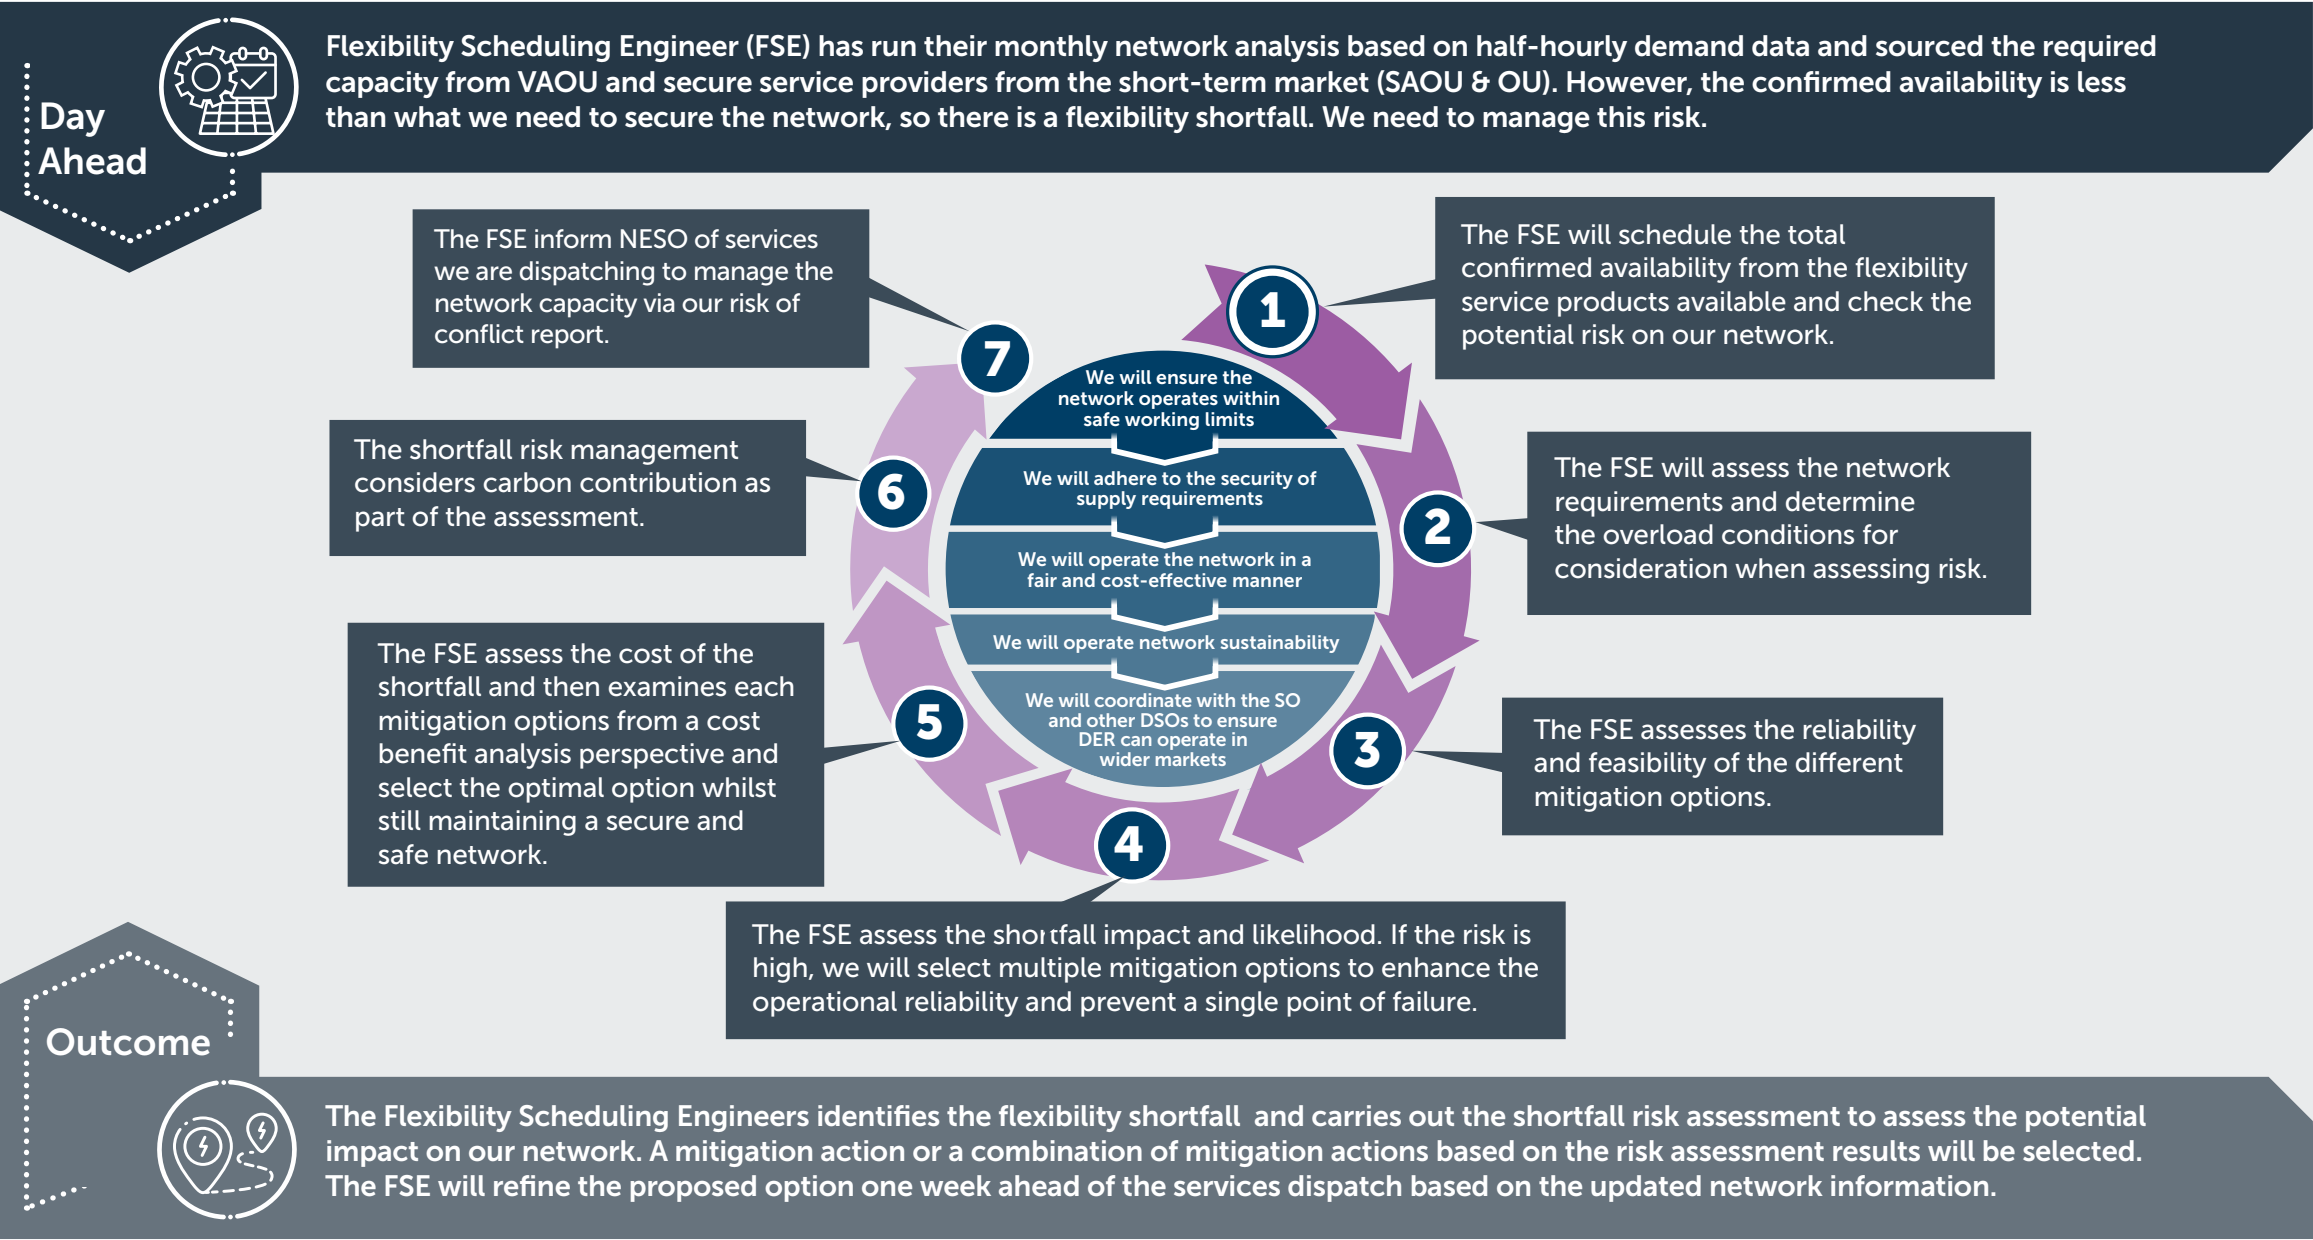 Day
Ahead
Flexibility Scheduling Engineer (FSE) has run their monthly network analysis based on half-hourly demand data and sourced the required
capacity from VAOU and secure service providers from the short-term market (SAOU & OU). However, the confirmed availability is less
than what we need to secure the network, so there is a flexibility shortfall. We need to manage this risk.
1
The FSE will schedule the total
confirmed availability from the flexibility
service products available and check the
potential risk on our network.
2
The FSE will assess the network
requirements and determine
the overload conditions for
consideration when assessing risk.
3
The FSE assesses the reliability
and feasibility of the different
mitigation options.
4
The FSE assess the shortfall impact and likelihood. If the risk is
high, we will select multiple mitigation options to enhance the
operational reliability and prevent a single point of failure.
5
The FSE assess the cost of the
shortfall and then examines each
mitigation options from a cost
benefit analysis perspective and
select the optimal option whilst
still maintaining a secure and
safe network.
6
The shortfall risk management
considers carbon contribution as
part of the assessment.
7
The FSE inform NESO of services
we are dispatching to manage the
network capacity via our risk of
conflict report.
We will ensure the
network operates within
safe working limits
We will adhere to the security of
supply requirements
We will operate the network in a
fair and cost-effective manner
We will operate network sustainability
We will coordinate with the SO
and other DSOs to ensure
DER can operate in
wider markets
Outcome
The Flexibility Scheduling Engineers identifies the flexibility shortfall and carries out the shortfall risk assessment to assess the potential
impact on our network. A mitigation action or a combination of mitigation actions based on the risk assessment results will be selected.
The FSE will refine the proposed option one week ahead of the services dispatch based on the updated network information.